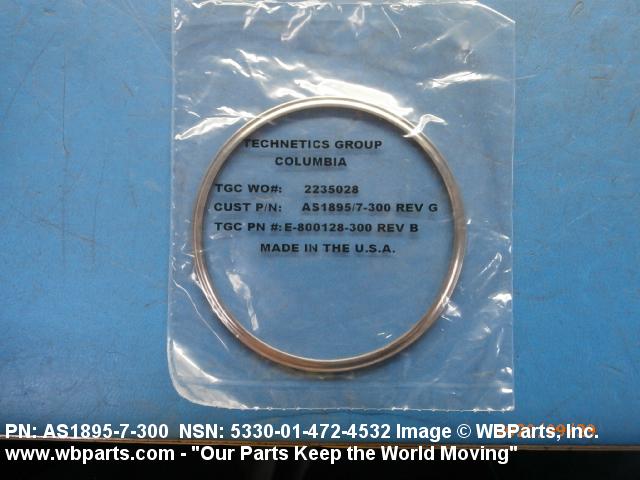 TECHNETICS GROUP
COLUMBIA
TGC WO#: 2235028
CUST P/N: AS1895/7-300 REV G
TGC PN #: E-800128-300 REV B
MADE IN THE U.S.A.
PN: AS1895-7-300 NSN: 5330-01-472-4532 Image © WBParts, Inc.
www.wbparts.com - "Our Parts Keep the World Moving"